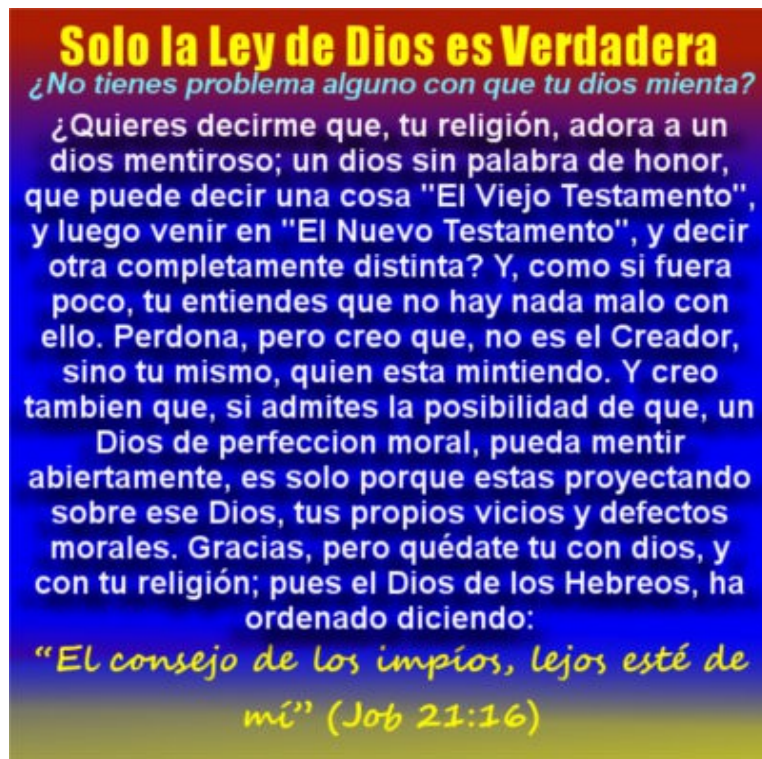 Solo la Ley de Dios es Verdadera
¿No tienes problema alguno con que tu dios mienta?
¿Quieres decirme que, tu religión, adora a un
dios mentiroso; un dios sin palabra de honor,
que puede decir una cosa "El Viejo Testamento",
y luego venir en "El Nuevo Testamento", y decir
otra completamente distinta? Y, como si fuera
poco, tu entiendes que no hay nada malo con
ello. Perdona, pero creo que, no es el Creador,
sino tu mismo, quien esta mintiendo. Y creo
tambien que, si admites la posibilidad de que, un
Dios de perfeccion moral, pueda mentir
abiertamente, es solo porque estas proyectando
sobre ese Dios, tus propios vicios y defectos
morales. Gracias, pero quédate tu con dios, y
con tu religión; pues el Dios de los Hebreos, ha
ordenado diciendo:
“El consejo de los impíos, lejos esté de
mí” (Job 21:16)